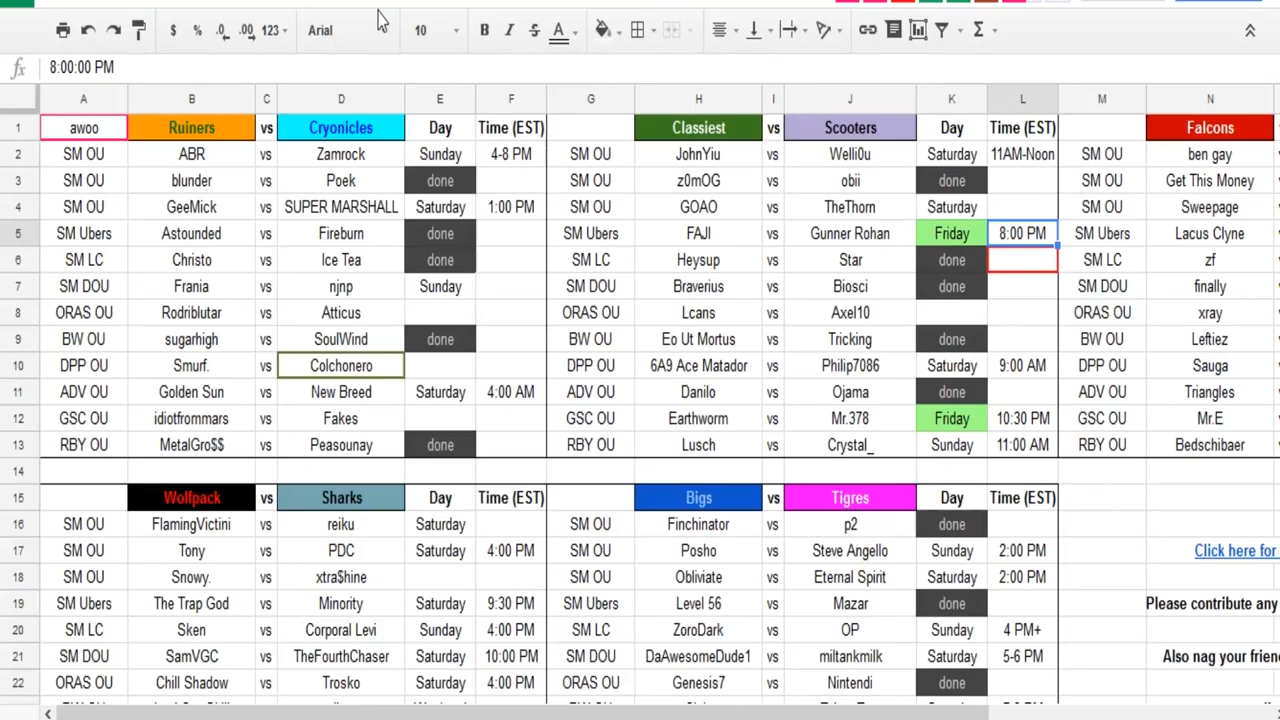 $ % .0 .00 123 Arial 10 B I S A Σ
fx 8:00:00 PM
A B C D E F G H I J K L M N
1 awoo Ruiners vs Cryonicles Day Time (EST) Classiest vs Scooters Day Time (EST) Falcons
2 SM OU ABR vs Zamrock Sunday 4-8 PM SM OU JohnYiu vs Welli0u Saturday 11AM-Noon SM OU ben gay
3 SM OU blunder vs Poek done SM OU z0mOG vs obii done SM OU Get This Money
4 SM OU GeeMick vs SUPER MARSHALL Saturday 1:00 PM SM OU GOAO vs TheThorn Saturday SM OU Sweepage
5 SM Ubers Astounded vs Fireburn done SM Ubers FAJI vs Gunner Rohan Friday 8:00 PM SM Ubers Lacus Clyne
6 SM LC Christo vs Ice Tea done SM LC Heysup vs Star done SM LC zf
7 SM DOU Frania vs njnp Sunday SM DOU Braverius vs Biosci done SM DOU finally
8 ORAS OU Rodriblutar vs Atticus ORAS OU Lcans vs Axel10 ORAS OU xray
9 BW OU sugarhigh vs SoulWind done BW OU Eo Ut Mortus vs Tricking done BW OU Leftiez
10 DPP OU Smurf. vs Colchonero DPP OU 6A9 Ace Matador vs Philip7086 Saturday 9:00 AM DPP OU Sauga
11 ADV OU Golden Sun vs New Breed Saturday 4:00 AM ADV OU Danilo vs Ojama done ADV OU Triangles
12 GSC OU idiotfrommars vs Fakes GSC OU Earthworm vs Mr.378 Friday 10:30 PM GSC OU Mr.E
13 RBY OU MetalGro$$ vs Peasounay done RBY OU Lusch vs Crystal_ Sunday 11:00 AM RBY OU Bedschibaer
14
15 Wolfpack vs Sharks Day Time (EST) Bigs vs Tigres Day Time (EST)
16 SM OU FlamingVictini vs reiku Saturday SM OU Finchinator vs p2 done
17 SM OU Tony vs PDC Saturday 4:00 PM SM OU Posho vs Steve Angello Sunday 2:00 PM Click here for
18 SM OU Snowy. vs xtra$hine SM OU Obliviate vs Eternal Spirit Saturday 2:00 PM
19 SM Ubers The Trap God vs Minority Saturday 9:30 PM SM Ubers Level 56 vs Mazar done Please contribute any
20 SM LC Sken vs Corporal Levi Sunday 4:00 PM SM LC ZoroDark vs OP Sunday 4 PM+
21 SM DOU SamVGC vs TheFourthChaser Saturday 10:00 PM SM DOU DaAwesomeDude1 vs miltankmilk Saturday 5-6 PM Also nag your frien
22 ORAS OU Chill Shadow vs Trosko Saturday 4:00 PM ORAS OU Genesis7 vs Nintendi done